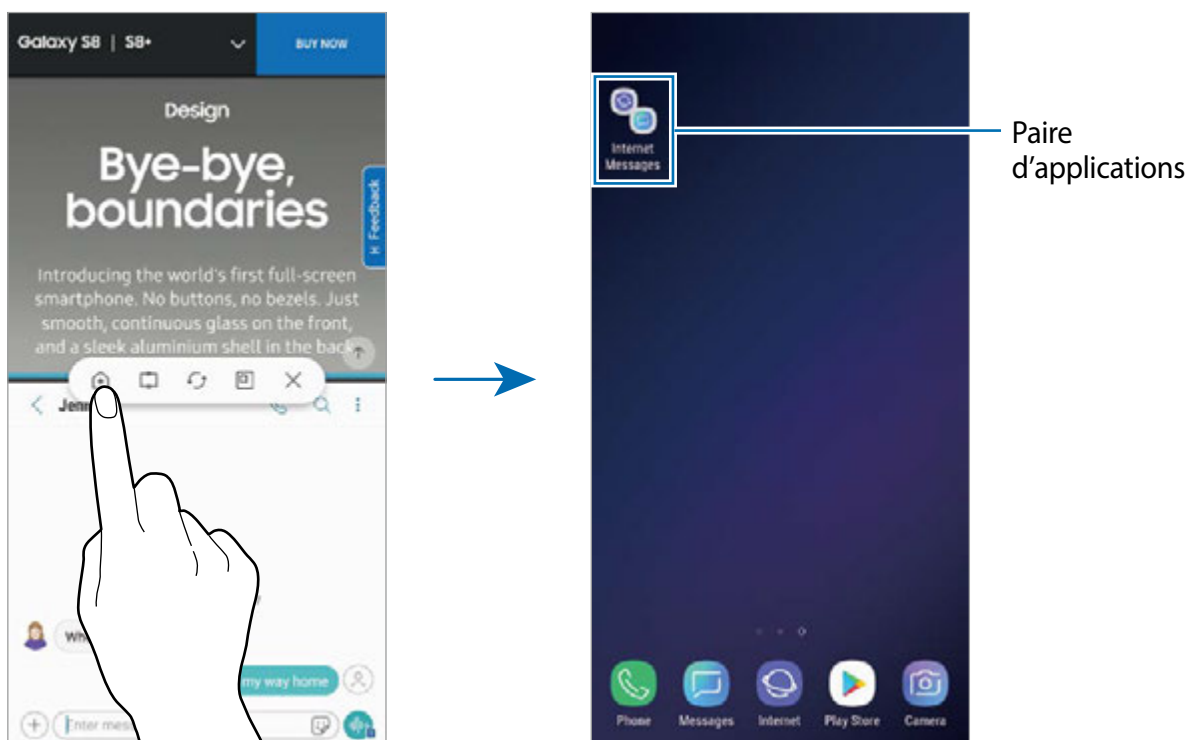 Galaxy S8 | S8+
BUY NOW
Design
Bye-bye,
boundaries
Feedback
Introducing the world's first full-screen
smartphone. No buttons, no bezels. Just
smooth, continuous glass on the front,
and a sleek aluminium shell in the back
my way home
Enter
Internet
Messages
Paire
d'applications
Phone
Messages
Internet
Play Store
Camera